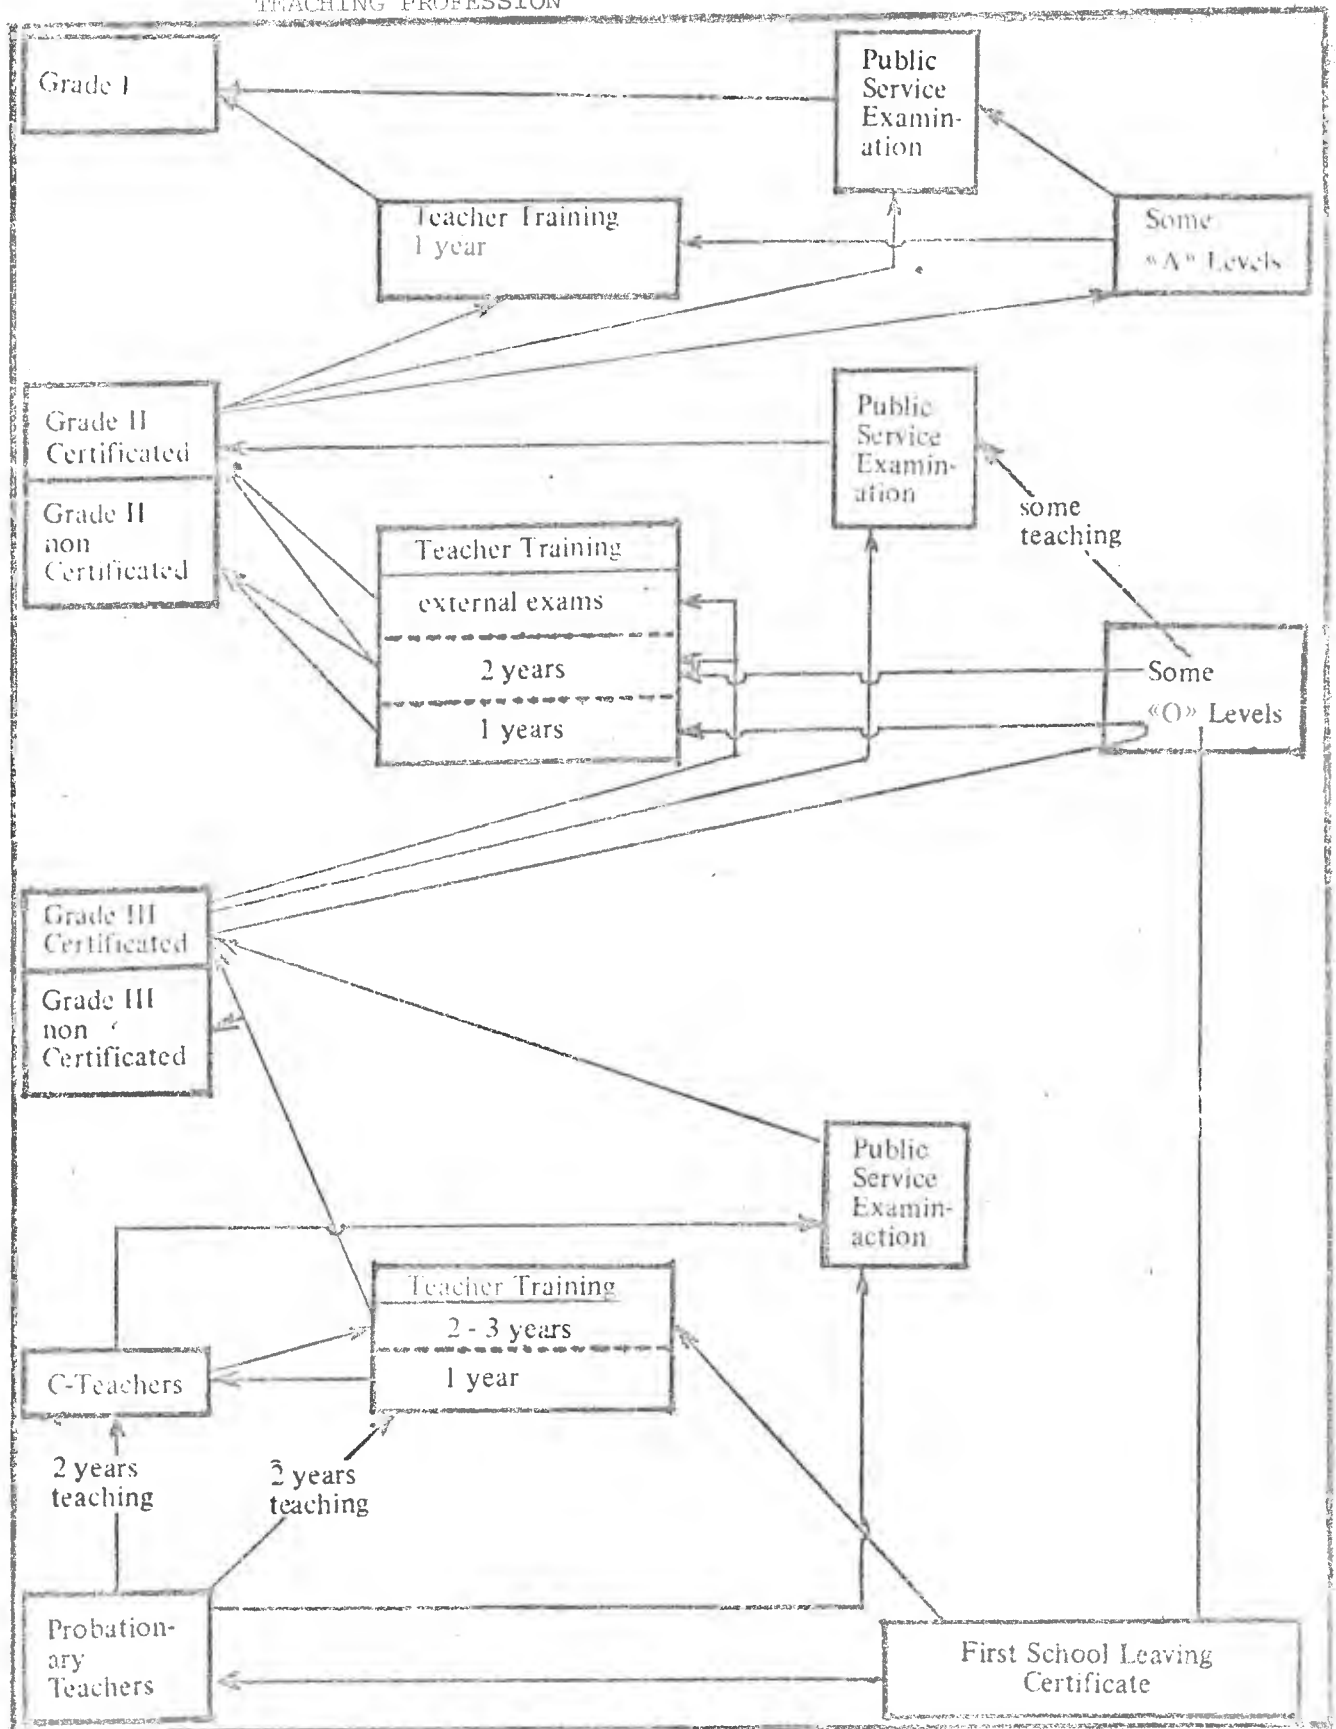 TEACHING PROFESSION
Grade I
Public
Service
Examin-
ation
Teacher Training
1 year
Some
«A» Levels
Grade II
Certificated
Grade II
non
Certificated
Public
Service
Examin-
ation
some
teaching
Teacher Training
external exams
2 years
1 years
Some
«O» Levels
Grade III
Certificated
Grade III
non
Certificated
Public
Service
Examin-
action
Teacher Training
2 - 3 years
1 year
C-Teachers
2 years
teaching
2 years
teaching
Probation-
ary
Teachers
First School Leaving
Certificate